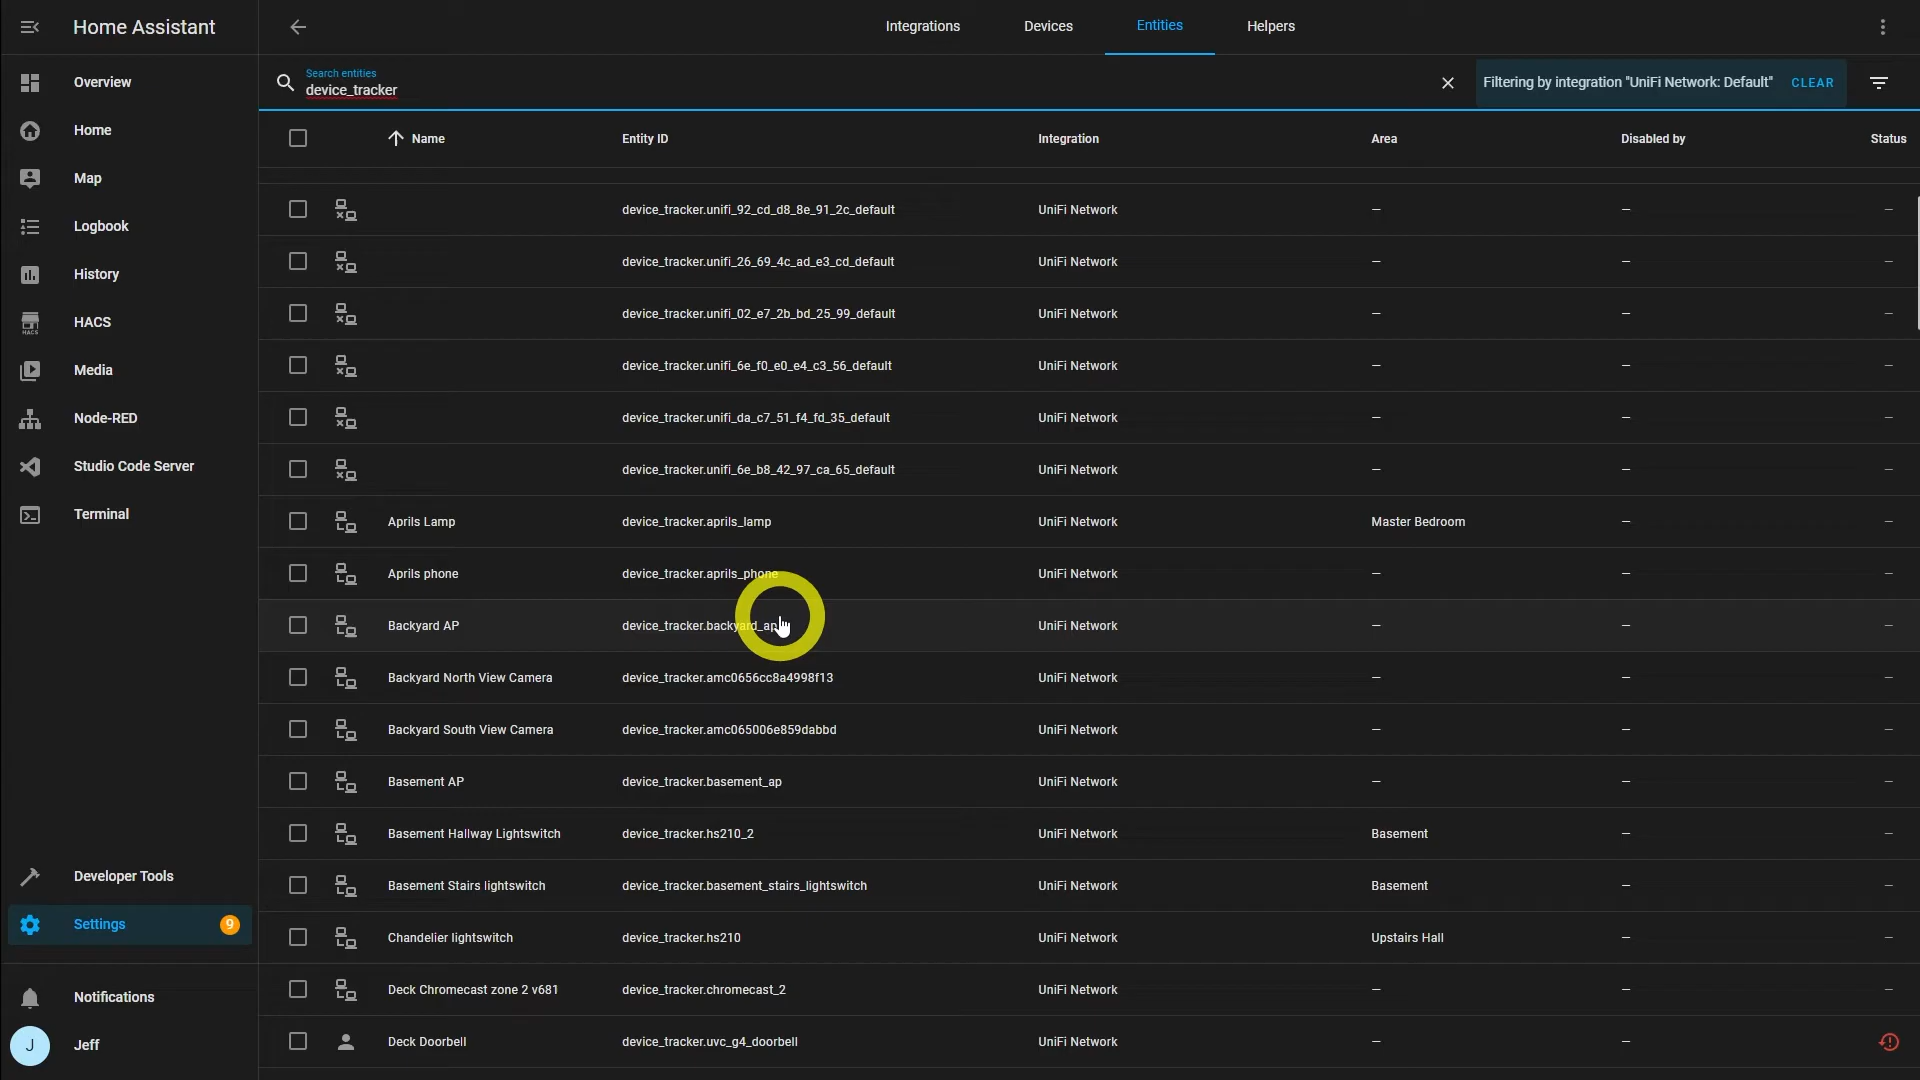 Home Assistant
Overview
Home
Map
Logbook
History
HACS
HACS
Media
Node-RED
Studio Code Server
Terminal
Developer Tools
Settings 9
Notifications
J Jeff
Integrations Devices Entities Helpers
Search entities
device_tracker
Filtering by integration "UniFi Network: Default" CLEAR
Name Entity ID Integration Area Disabled by Status
device_tracker.unifi_92_cd_d8_8e_91_2c_default UniFi Network — — —
device_tracker.unifi_26_69_4c_ad_e3_cd_default UniFi Network — — —
device_tracker.unifi_02_e7_2b_bd_25_99_default UniFi Network — — —
device_tracker.unifi_6e_f0_e0_e4_c3_56_default UniFi Network — — —
device_tracker.unifi_da_c7_51_f4_fd_35_default UniFi Network — — —
device_tracker.unifi_6e_b8_42_97_ca_65_default UniFi Network — — —
Aprils Lamp device_tracker.aprils_lamp UniFi Network Master Bedroom — —
Aprils phone device_tracker.aprils_phone UniFi Network — — —
Backyard AP device_tracker.backyard_ap UniFi Network — — —
Backyard North View Camera device_tracker.amc0656cc8a4998f13 UniFi Network — — —
Backyard South View Camera device_tracker.amc065006e859dabbd UniFi Network — — —
Basement AP device_tracker.basement_ap UniFi Network — — —
Basement Hallway Lightswitch device_tracker.hs210_2 UniFi Network Basement — —
Basement Stairs lightswitch device_tracker.basement_stairs_lightswitch UniFi Network Basement — —
Chandelier lightswitch device_tracker.hs210 UniFi Network Upstairs Hall — —
Deck Chromecast zone 2 v681 device_tracker.chromecast_2 UniFi Network — — —
Deck Doorbell device_tracker.uvc_g4_doorbell UniFi Network — —